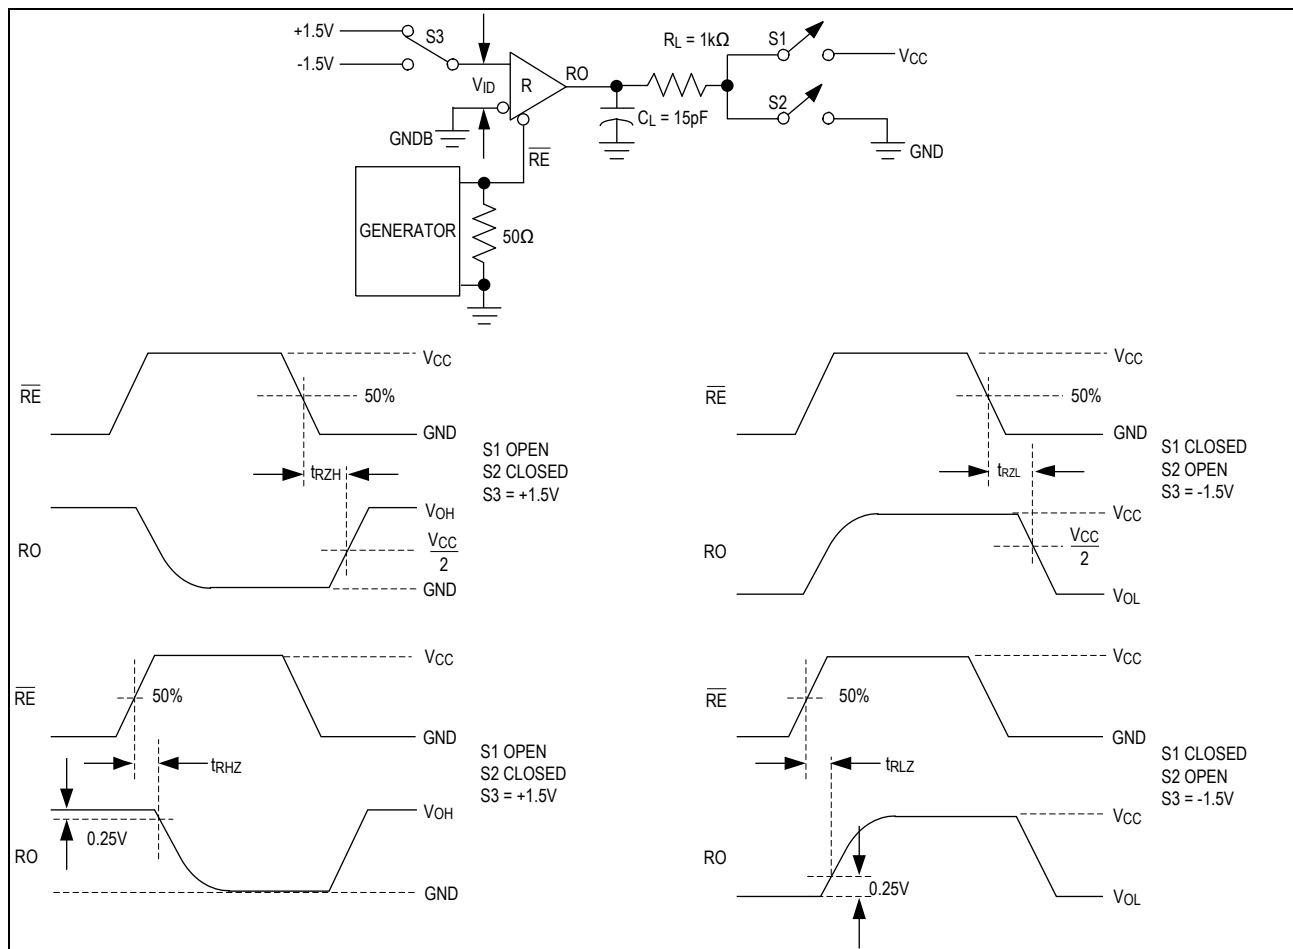 +1.5V
-1.5V
S3
VID
GNDB
R
RE
RO
CL = 15pF
RL = 1kΩ
S1
VCC
S2
GND
GENERATOR
50Ω
RE
VCC
50%
GND
tRZH
S1 OPEN
S2 CLOSED
S3 = +1.5V
RO
VOH
VCC
2
GND
RE
VCC
50%
GND
tRZL
S1 CLOSED
S2 OPEN
S3 = -1.5V
RO
VCC
VCC
2
VOL
RE
VCC
50%
GND
tRHZ
S1 OPEN
S2 CLOSED
S3 = +1.5V
RO
VOH
0.25V
GND
RE
VCC
50%
GND
tRLZ
S1 CLOSED
S2 OPEN
S3 = -1.5V
RO
VCC
0.25V
VOL